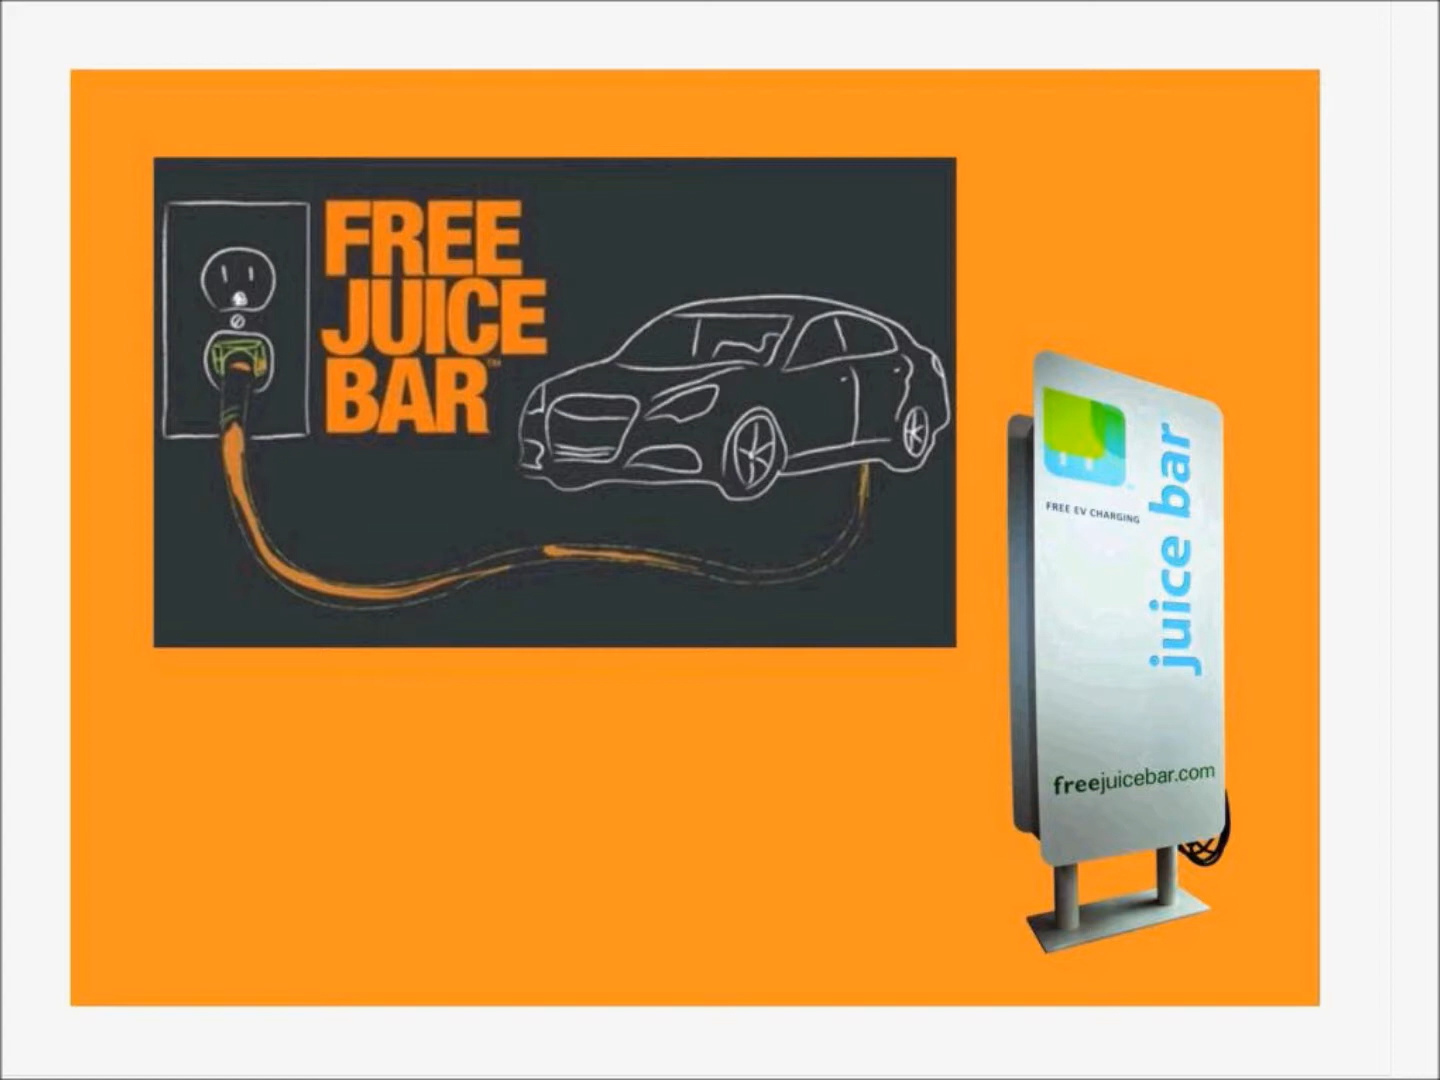 FREE
JUICE
BAR™
FREE EV CHARGING
juice bar
freejuicebar.com